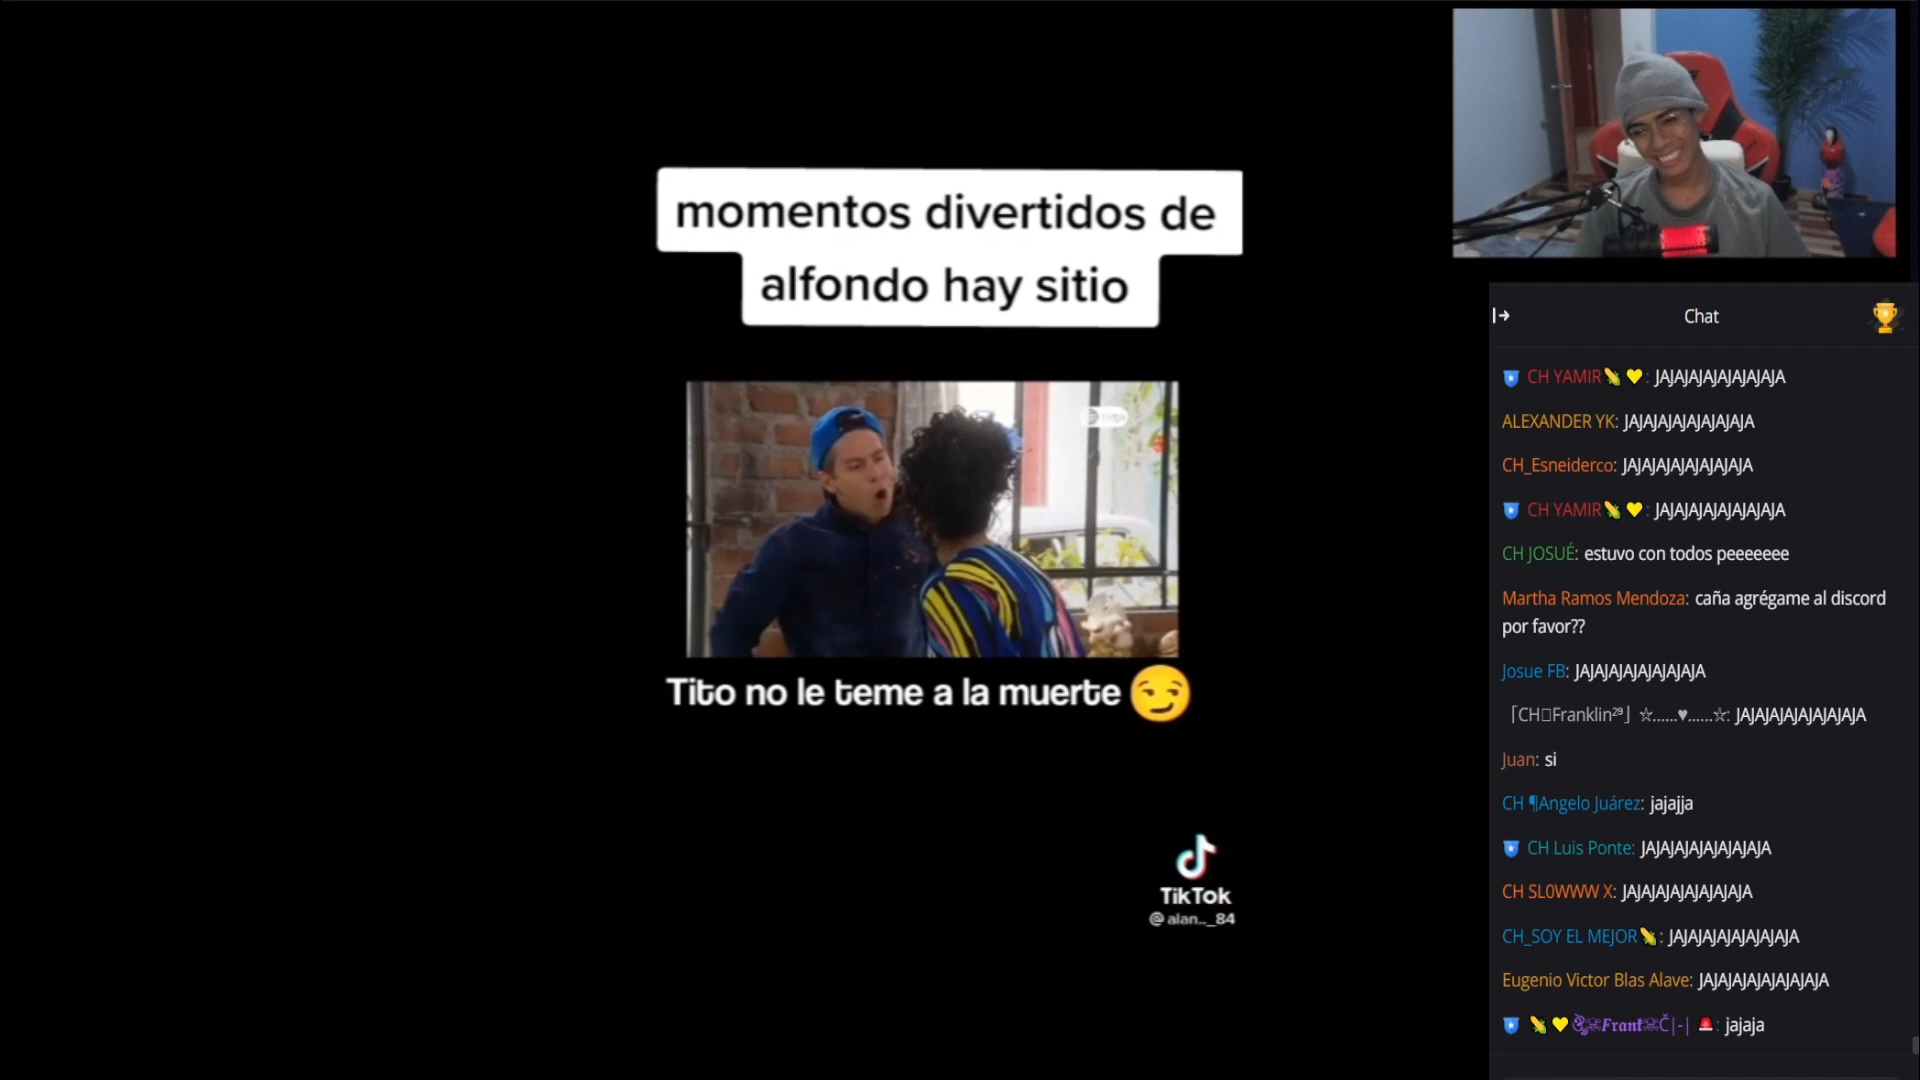 momentos divertidos de
alfondo hay sitio
Tito no le teme a la muerte
TikTok
@alan.._84
Chat
CH YAMIR🌽💛: JAJAJAJAJAJAJAJA
ALEXANDER YK: JAJAJAJAJAJAJAJA
CH_Esneiderco: JAJAJAJAJAJAJAJA
CH YAMIR🌽💛: JAJAJAJAJAJAJAJA
CH JOSUÉ: estuvo con todos peeeeeee
Martha Ramos Mendoza: caña agrégame al discord
por favor??
Josue FB: JAJAJAJAJAJAJAJA
「CH□Franklin²⁹」☆......♥......☆: JAJAJAJAJAJAJAJA
Juan: si
CH ¶Angelo Juárez: jajajja
CH Luis Ponte: JAJAJAJAJAJAJAJA
CH SL0WWW X: JAJAJAJAJAJAJAJA
CH_SOY EL MEJOR🌽: JAJAJAJAJAJAJAJA
Eugenio Victor Blas Alave: JAJAJAJAJAJAJAJA
: jajaja